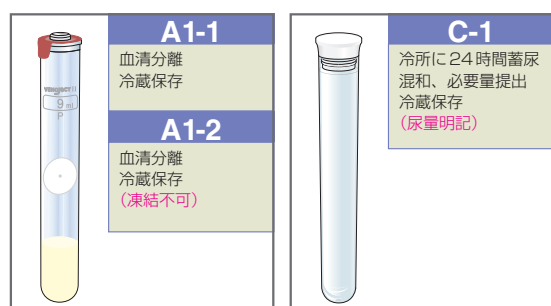 A1-1
血清分離
冷蔵保存
A1-2
血清分離
冷蔵保存
(凍結不可)
9 ml
P
C-1
冷所に24時間蓄尿
混和、必要量提出
冷蔵保存
(尿量明記)